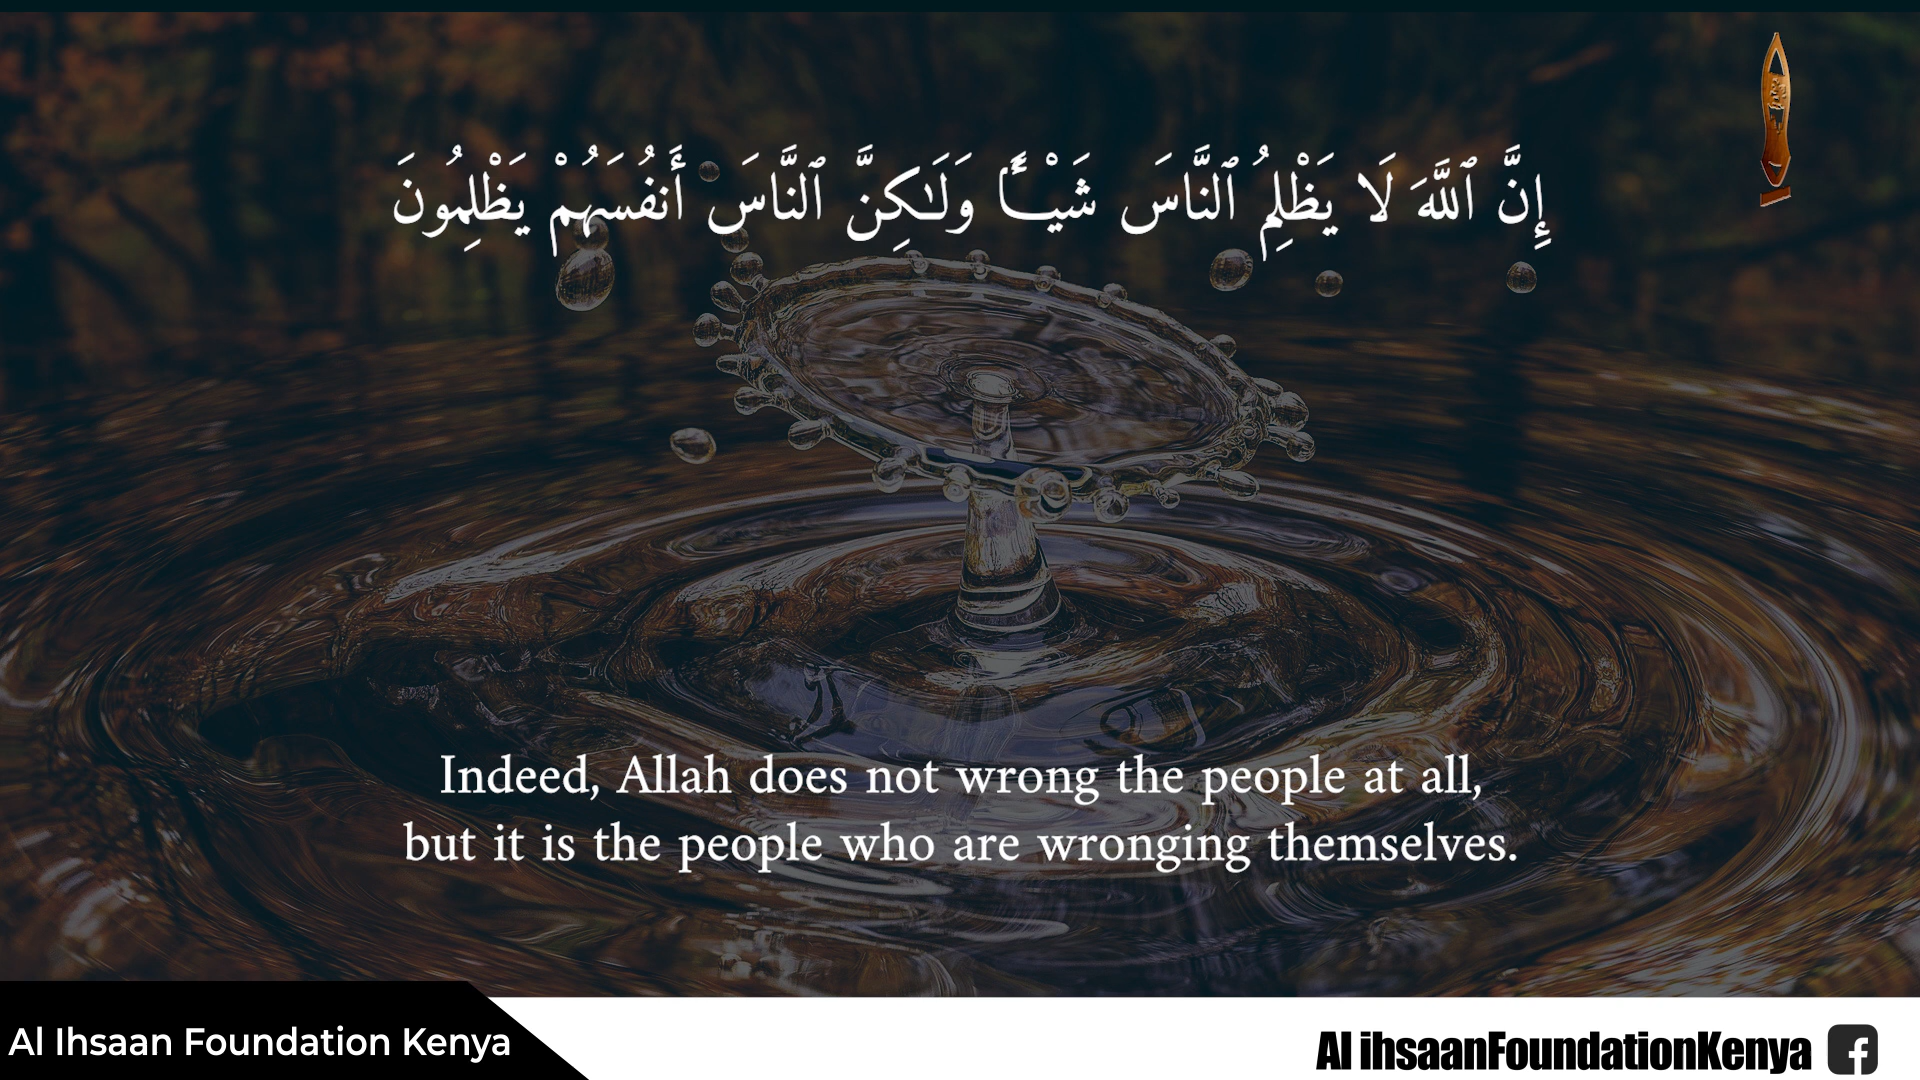 إِنَّ ٱللَّهَ لَا يَظْلِمُ ٱلنَّاسَ شَيْـًٔا وَلَـٰكِنَّ ٱلنَّاسَ أَنفُسَهُمْ يَظْلِمُونَ
Indeed, Allah does not wrong the people at all,
but it is the people who are wronging themselves.
Al Ihsaan Foundation Kenya
Al ihsaanFoundationKenya